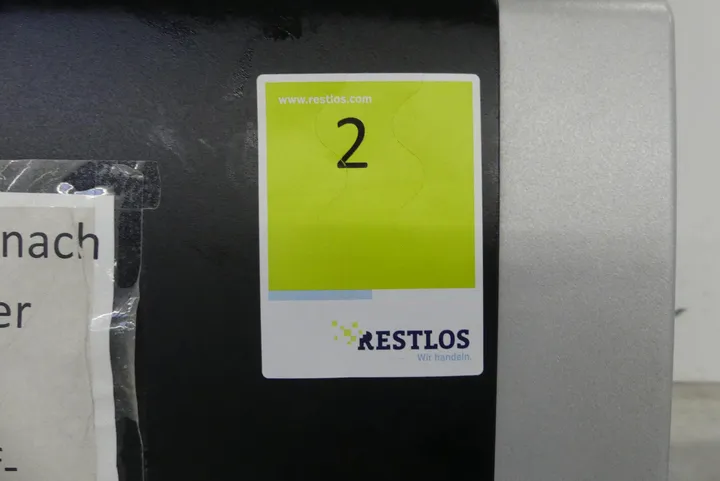 www.restlos.com
2
RESTLOS
Wir handeln.
nach
er